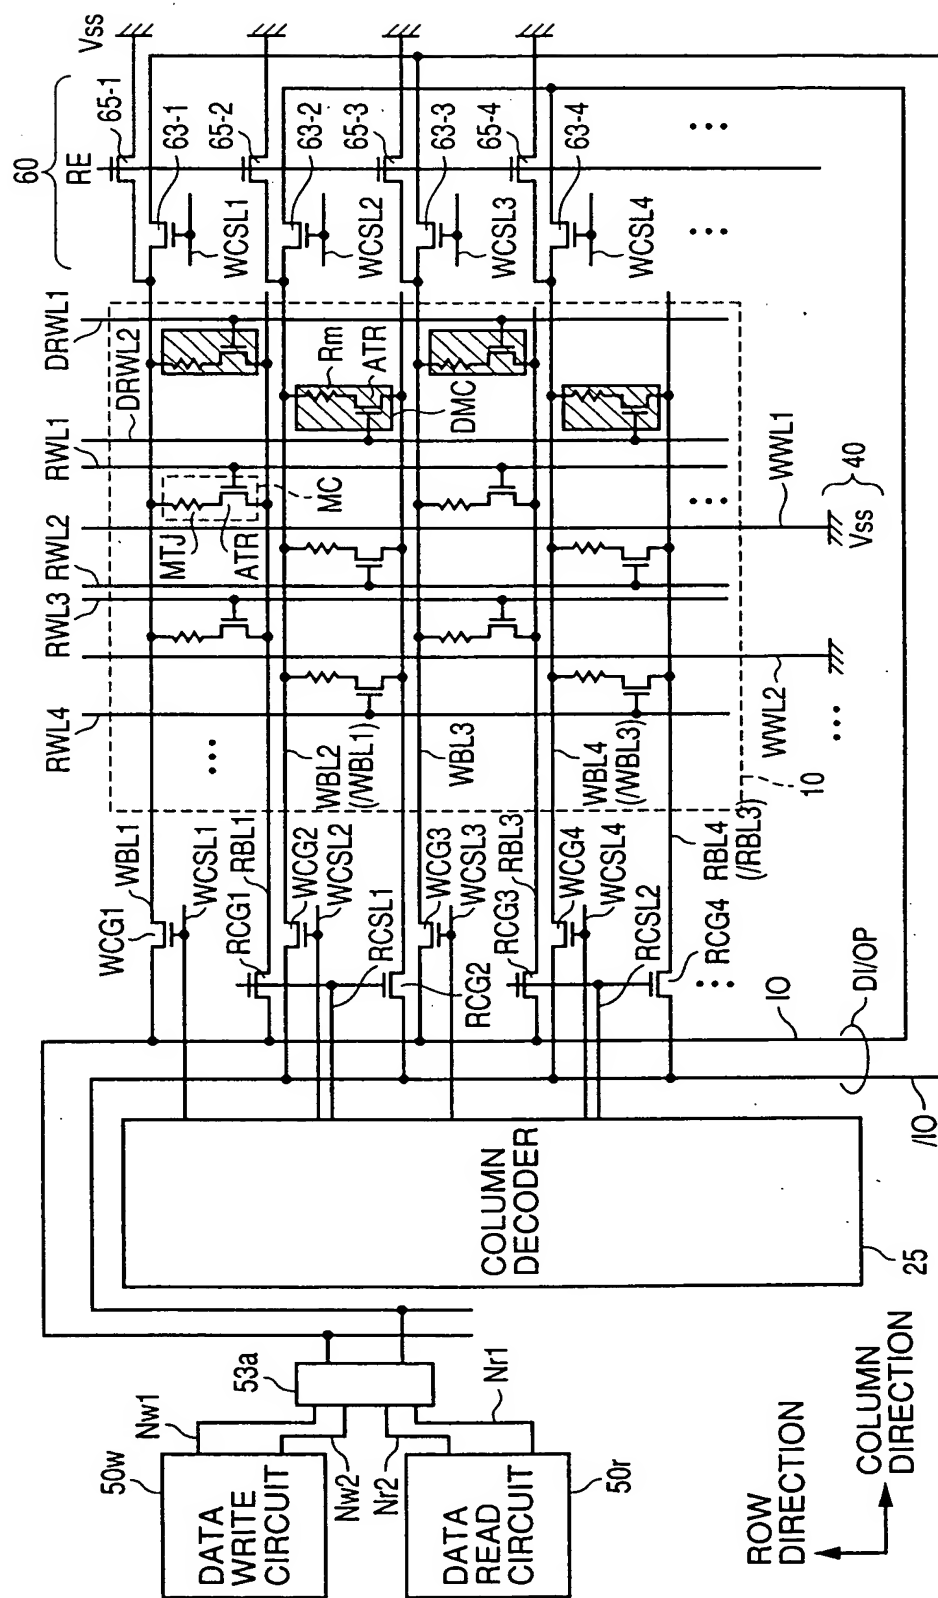 60
RE
65-1
Vss
63-1
65-2
63-2
65-3
63-3
65-4
63-4
WCSL1
WCSL2
WCSL3
WCSL4
DRWL1
DRWL2
RWL1
RWL2
RWL3
RWL4
Rm
ATR
DMC
MTJ
ATR
MC
WWL1
40
Vss
WWL2
10
WBL1
WBL2
(/WBL1)
WBL3
WBL4
(/WBL3)
RBL4
(/RBL3)
WCG1
WCSL1
RBL1
RCG1
WCG2
WCSL2
RCSL1
RCG2
WCG3
WCSL3
RBL3
RCG3
WCG4
WCSL4
RCSL2
RCG4
IO
DI/OP
/IO
COLUMN
DECODER
25
53a
Nw1
50w
DATA
WRITE
CIRCUIT
Nw2
Nr2
Nr1
50r
DATA
READ
CIRCUIT
ROW
DIRECTION
COLUMN
DIRECTION